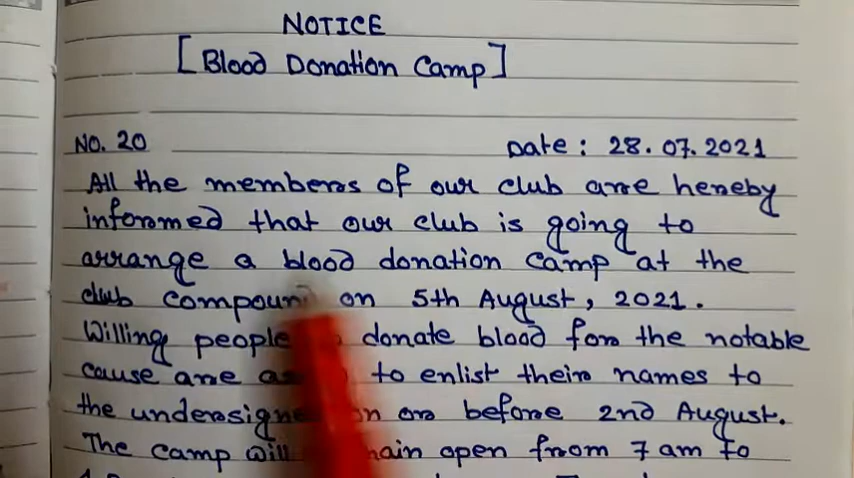 NOTICE
[Blood Donation Camp]
No. 20 Date: 28.07.2021
All the members of our club are hereby
informed that our club is going to
arrange a blood donation camp at the
club compound on 5th August, 2021.
Willing people donate blood for the notable
cause are to enlist their names to
the undersigned on or before 2nd August.
The camp will remain open from 7 am to